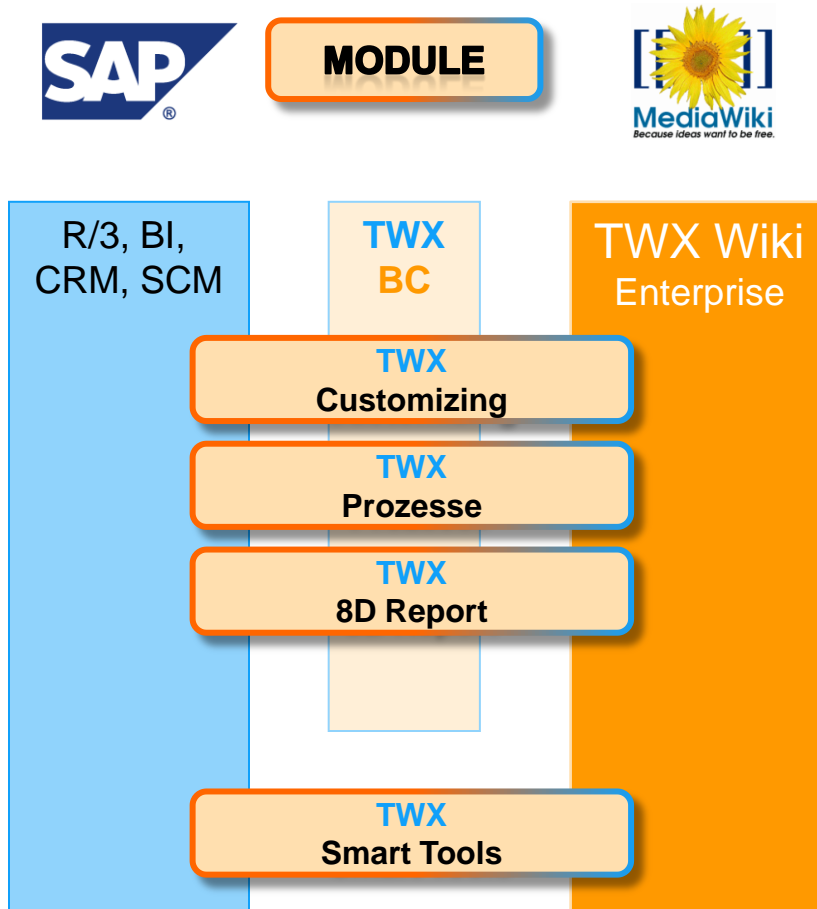 SAP
®
MODULE
[[ ]]
MediaWiki
Because ideas want to be free.
R/3, BI,
CRM, SCM
TWX
BC
TWX Wiki
Enterprise
TWX
Customizing
TWX
Prozesse
TWX
8D Report
TWX
Smart Tools